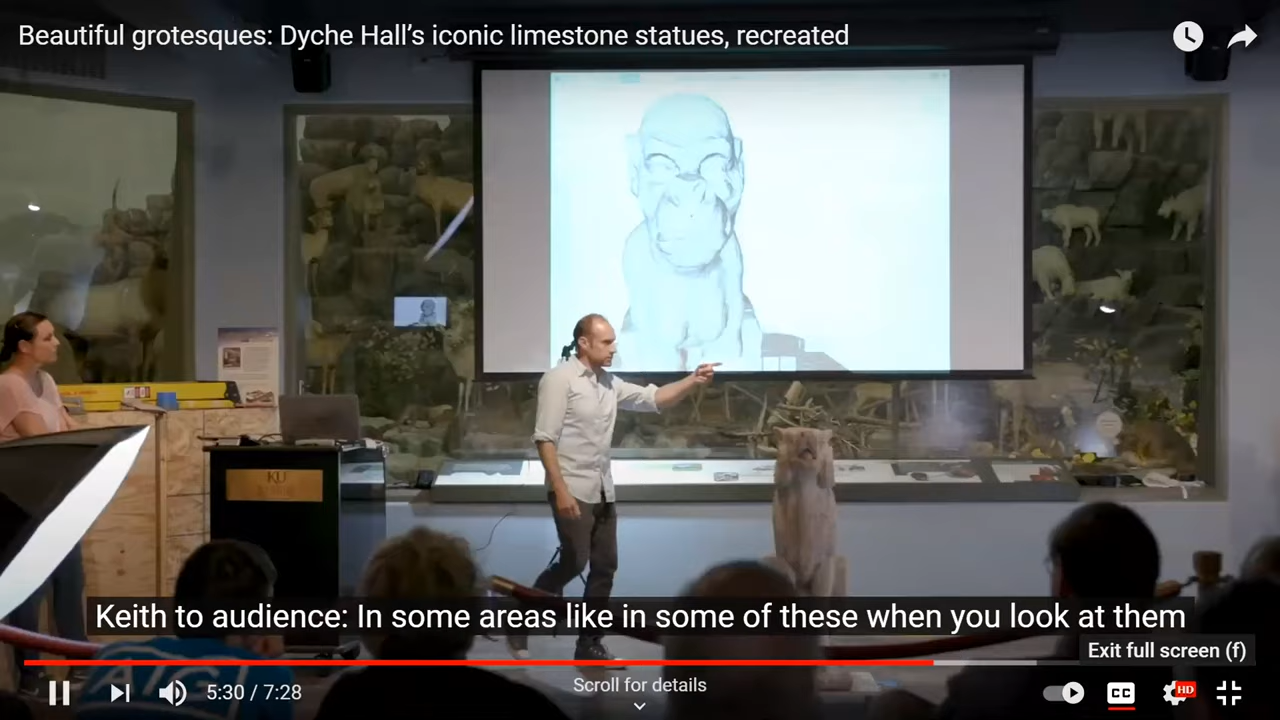 Beautiful grotesques: Dyche Hall’s iconic limestone statues, recreated
KU
Keith to audience: In some areas like in some of these when you look at them
Exit full screen (f)
5:30 / 7:28
Scroll for details
CC
HD